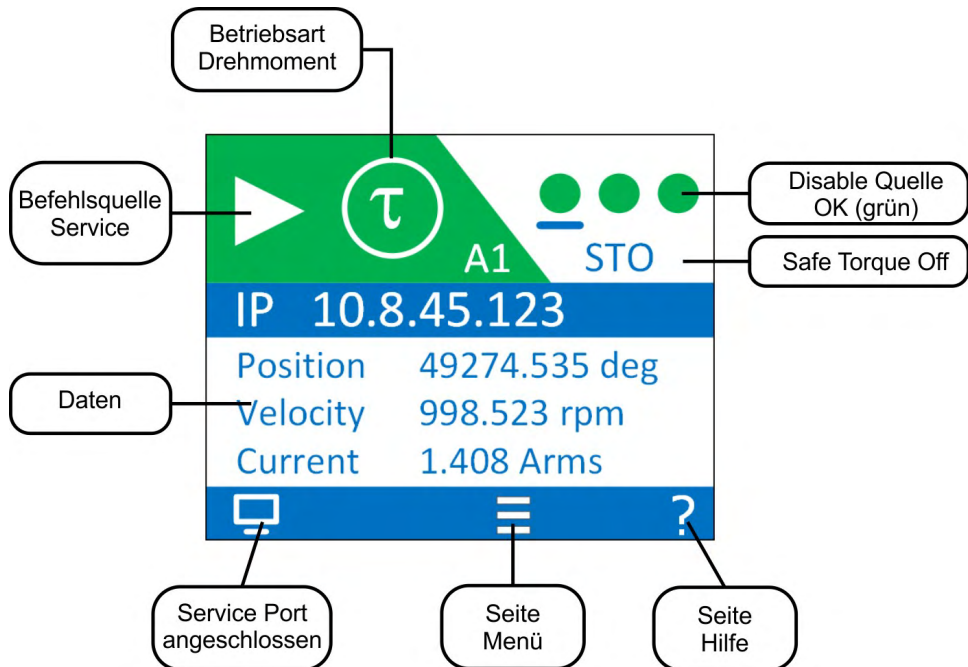 Betriebsart
Drehmoment
Befehlsquelle
Service
τ
A1
STO
Disable Quelle
OK (grün)
Safe Torque Off
IP 10.8.45.123
Daten
Position 49274.535 deg
Velocity 998.523 rpm
Current 1.408 Arms
?
Service Port
angeschlossen
Seite
Menü
Seite
Hilfe